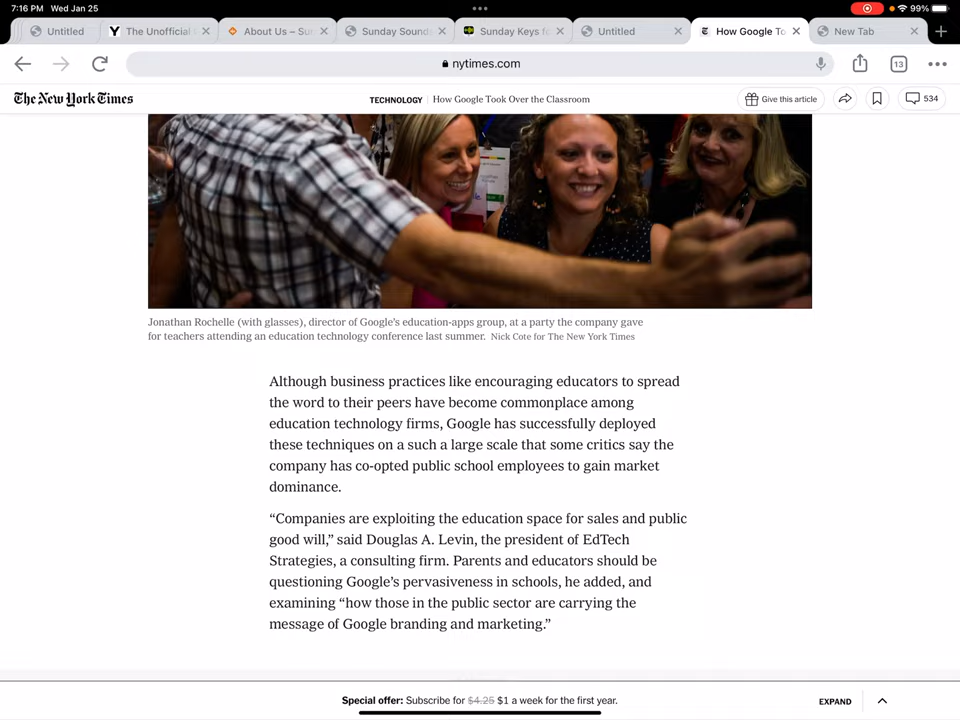 7:16 PM Wed Jan 25
99%
Untitled
The Unofficial
About Us – Sun
Sunday Sounds
Sunday Keys fo
Untitled
How Google To
New Tab
nytimes.com
13
The New York Times
TECHNOLOGY | How Google Took Over the Classroom
Give this article
534
Jonathan Rochelle (with glasses), director of Google's education-apps group, at a party the company gave
for teachers attending an education technology conference last summer. Nick Cote for The New York Times
Although business practices like encouraging educators to spread
the word to their peers have become commonplace among
education technology firms, Google has successfully deployed
these techniques on a such a large scale that some critics say the
company has co-opted public school employees to gain market
dominance.
“Companies are exploiting the education space for sales and public
good will,” said Douglas A. Levin, the president of EdTech
Strategies, a consulting firm. Parents and educators should be
questioning Google’s pervasiveness in schools, he added, and
examining “how those in the public sector are carrying the
message of Google branding and marketing.”
Special offer: Subscribe for $4.25 $1 a week for the first year.
EXPAND